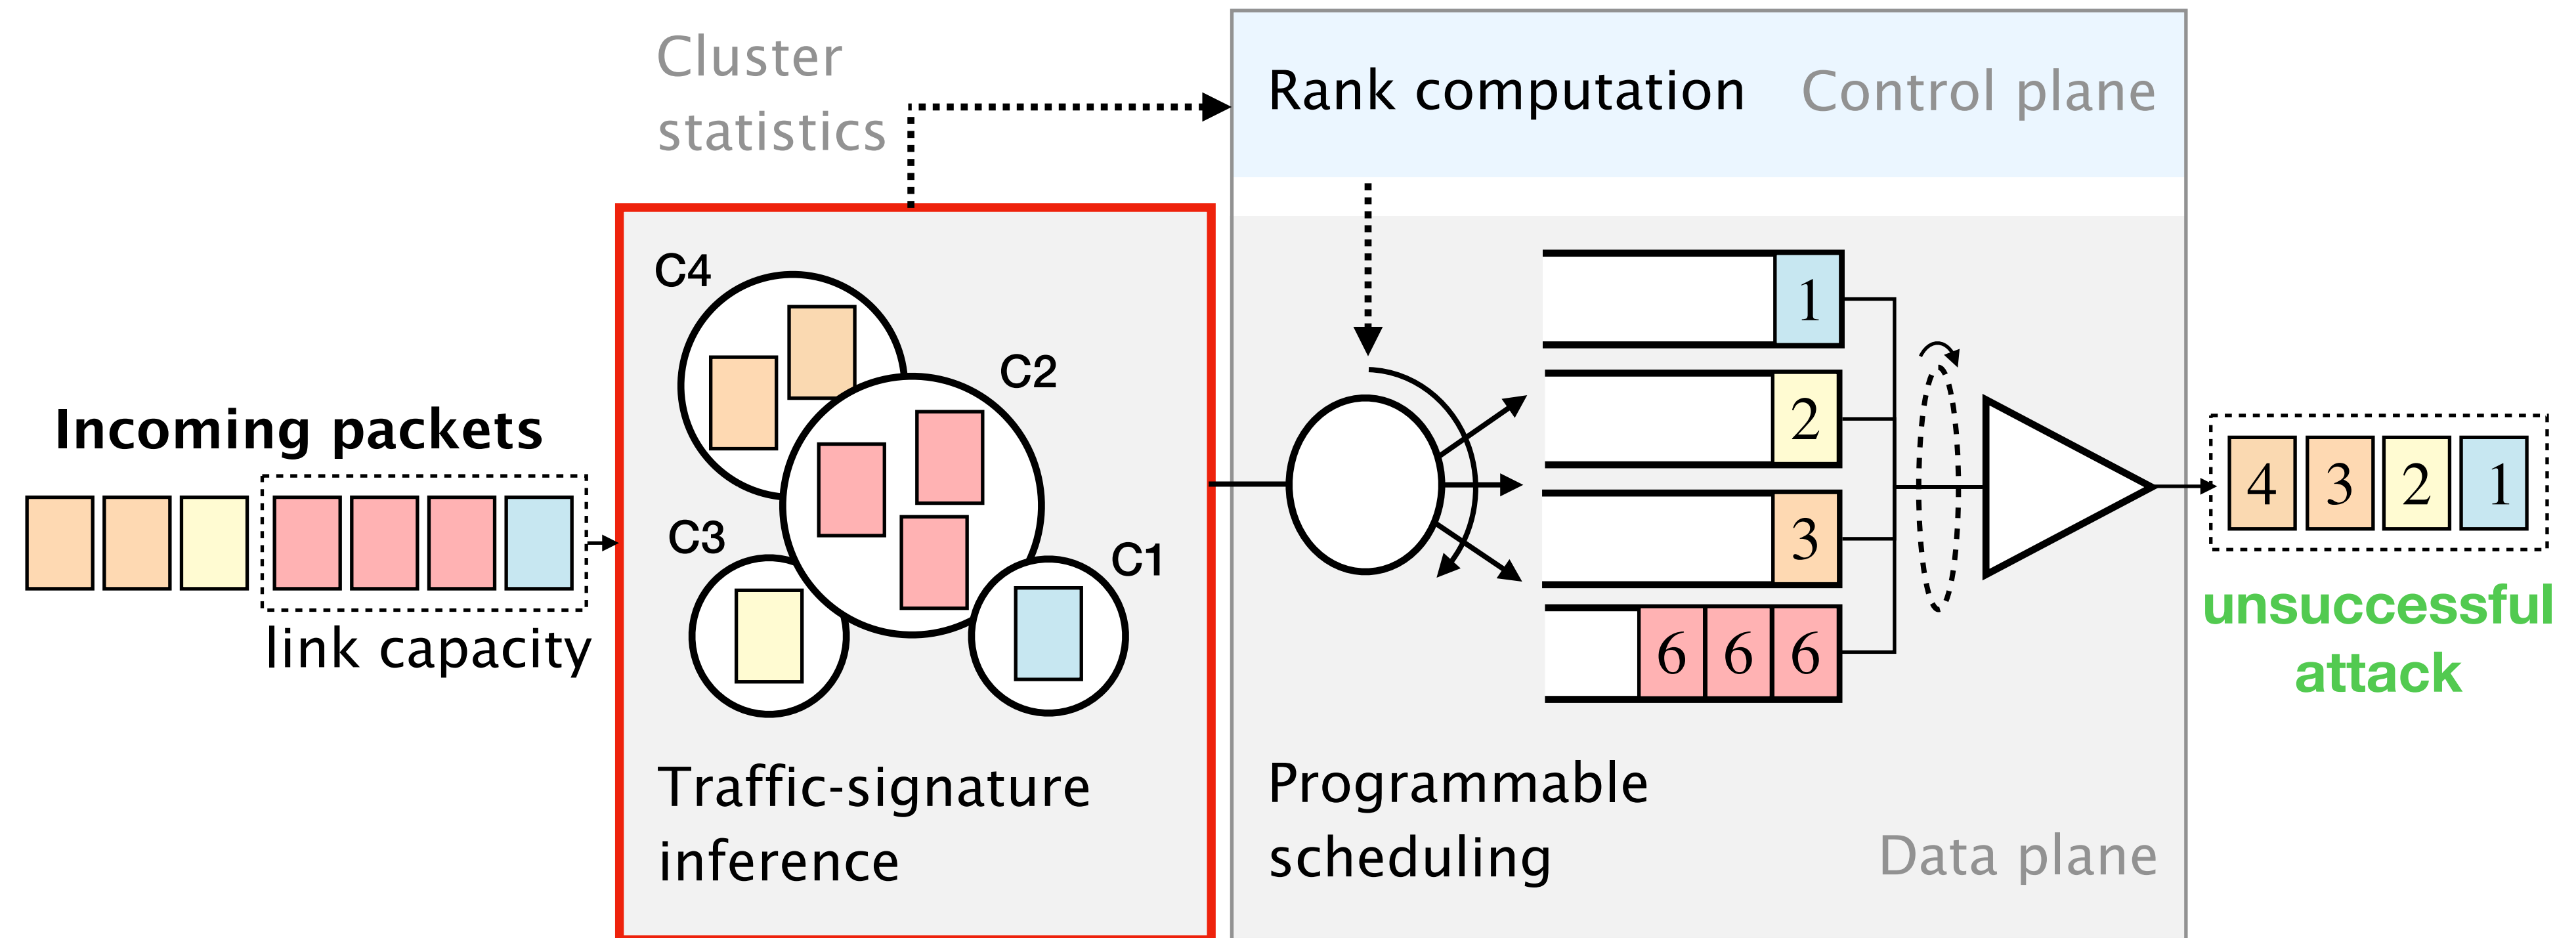 Cluster
statistics
Rank computation
Control plane
Incoming packets
link capacity
C4
C2
C3
C1
Traffic-signature
inference
1
2
3
6 6 6
Programmable
scheduling
Data plane
4 3 2 1
unsuccessful
attack